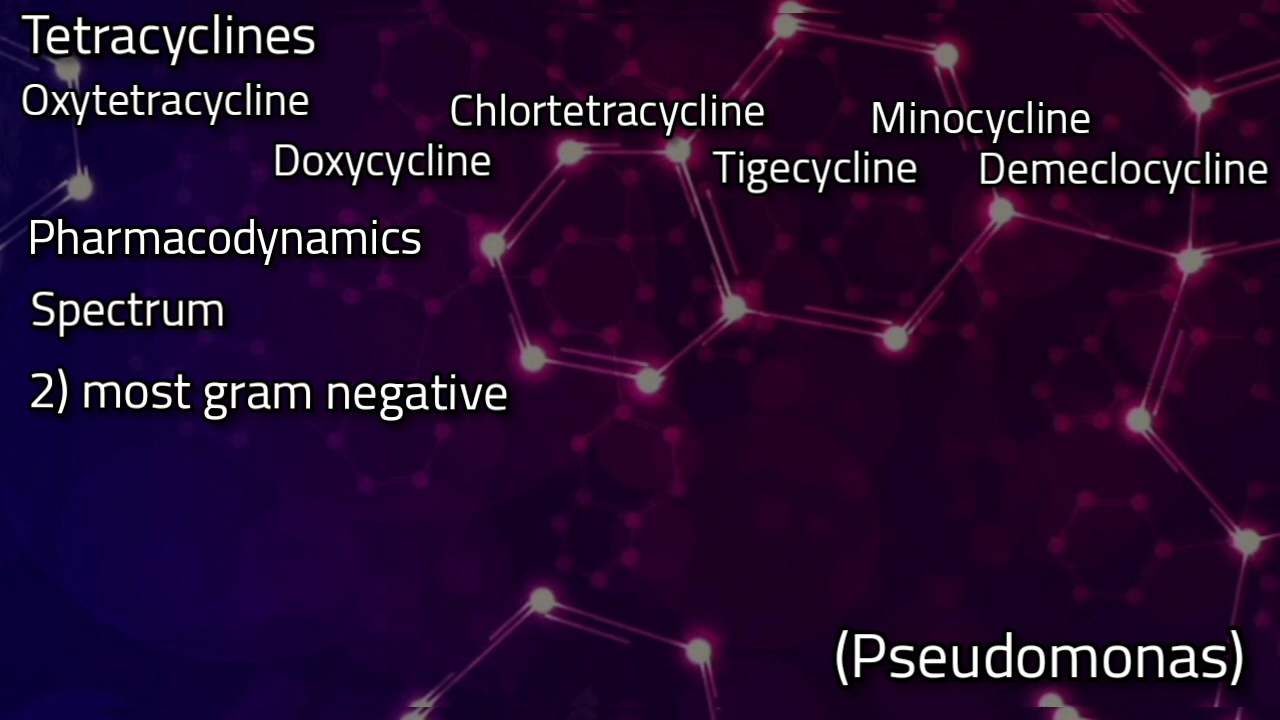 Tetracyclines
Oxytetracycline
Chlortetracycline
Minocycline
Doxycycline
Tigecycline
Demeclocycline
Pharmacodynamics
Spectrum
2) most gram negative
(Pseudomonas)